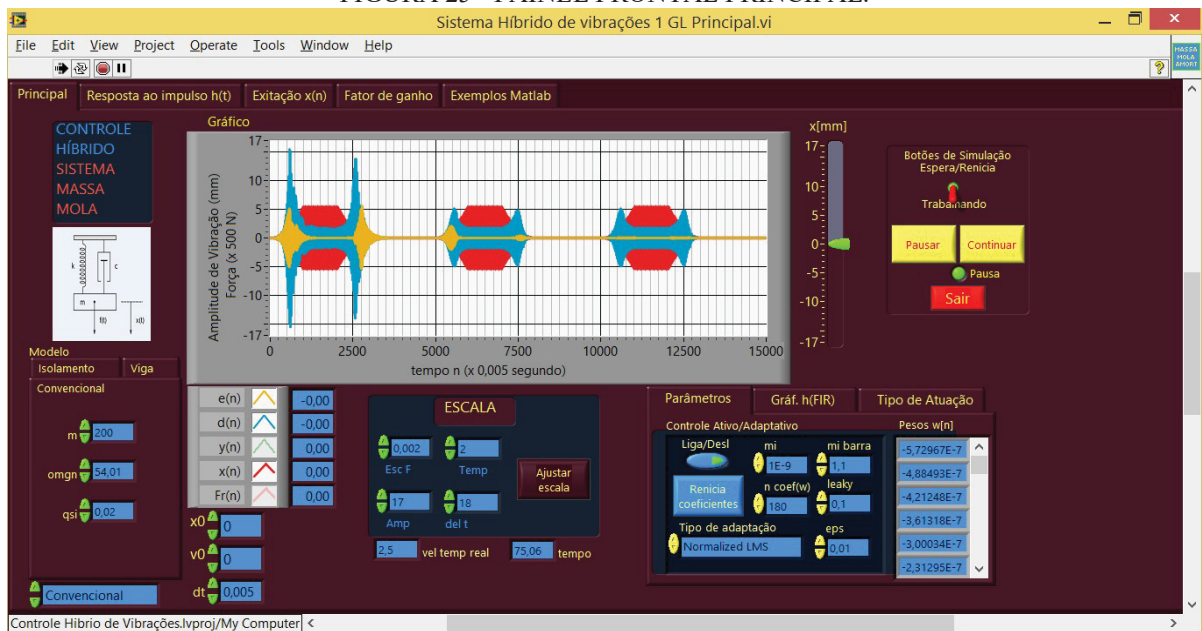 FIGURA 25 - PAINEL FRONTAL PRINCIPAL.
Sistema Híbrido de vibrações 1 GL Principal.vi
File Edit View Project Operate Tools Window Help
MASSA
MOLA
AMORT
Principal Resposta ao impulso h(t) Exitação x(n) Fator de ganho Exemplos Matlab
CONTROLE
HÍBRIDO
SISTEMA
MASSA
MOLA
k
c
m
f(t)
x(t)
Gráfico
Amplitude de Vibração (mm)
Força (x 500 N)
17
10
5
0
-5
-10
-17
0 2500 5000 7500 10000 12500 15000
tempo n (x 0,005 segundo)
x[mm]
17
10
5
0
-5
-10
-17
Botões de Simulação
Espera/Renicia
Trabalhando
Pausar Continuar
Pausa
Sair
Modelo
Isolamento Viga
Convencional
m 200
omgn 54,01
qsi 0,02
Convencional
e(n) -0,00
d(n) -0,00
y(n) 0,00
x(n) 0,00
Fr(n) 0,00
x0 0
v0 0
dt 0,005
ESCALA
0,002 2
Esc F Temp
17 18
Amp del t
Ajustar
escala
2,5 vel temp real 75,06 tempo
Parâmetros Gráf. h(FIR) Tipo de Atuação
Controle Ativo/Adaptativo
Liga/Desl mi mi barra
1E-9 1,1
Renicia
coeficientes
n coef(w) leaky
180 0,1
Tipo de adaptação eps
Normalized LMS 0,01
Pesos w[n]
-5,72967E-7
-4,88493E-7
-4,21248E-7
-3,61318E-7
-3,00034E-7
-2,31295E-7
Controle Hibrio de Vibrações.lvproj/My Computer